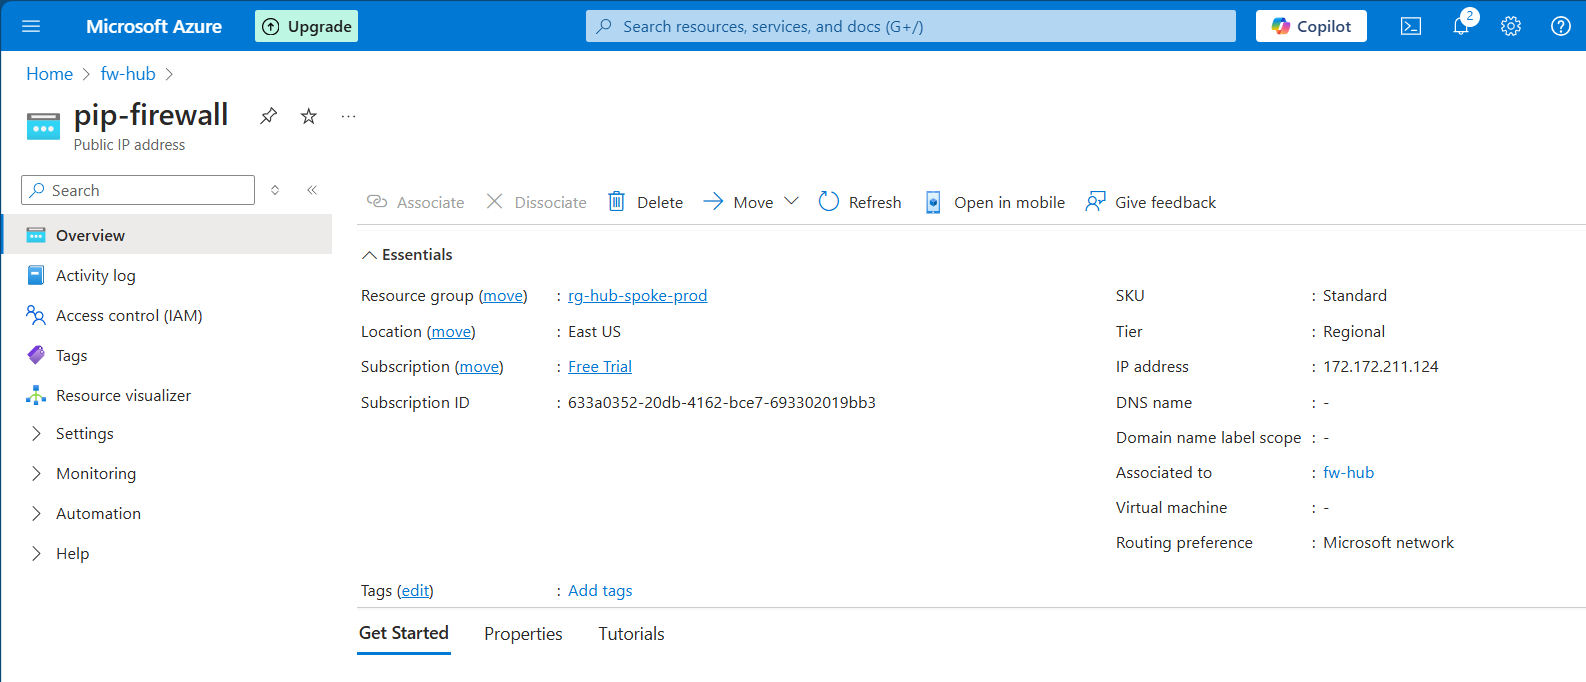 Microsoft Azure
Upgrade
Search resources, services, and docs (G+/)
Copilot
2
Home > fw-hub >
pip-firewall
Public IP address
Search
Overview
Activity log
Access control (IAM)
Tags
Resource visualizer
Settings
Monitoring
Automation
Help
Associate Dissociate Delete Move Refresh Open in mobile Give feedback
Essentials
Resource group (move) : rg-hub-spoke-prod
Location (move) : East US
Subscription (move) : Free Trial
Subscription ID : 633a0352-20db-4162-bce7-693302019bb3
SKU : Standard
Tier : Regional
IP address : 172.172.211.124
DNS name : -
Domain name label scope : -
Associated to : fw-hub
Virtual machine : -
Routing preference : Microsoft network
Tags (edit) : Add tags
Get Started Properties Tutorials